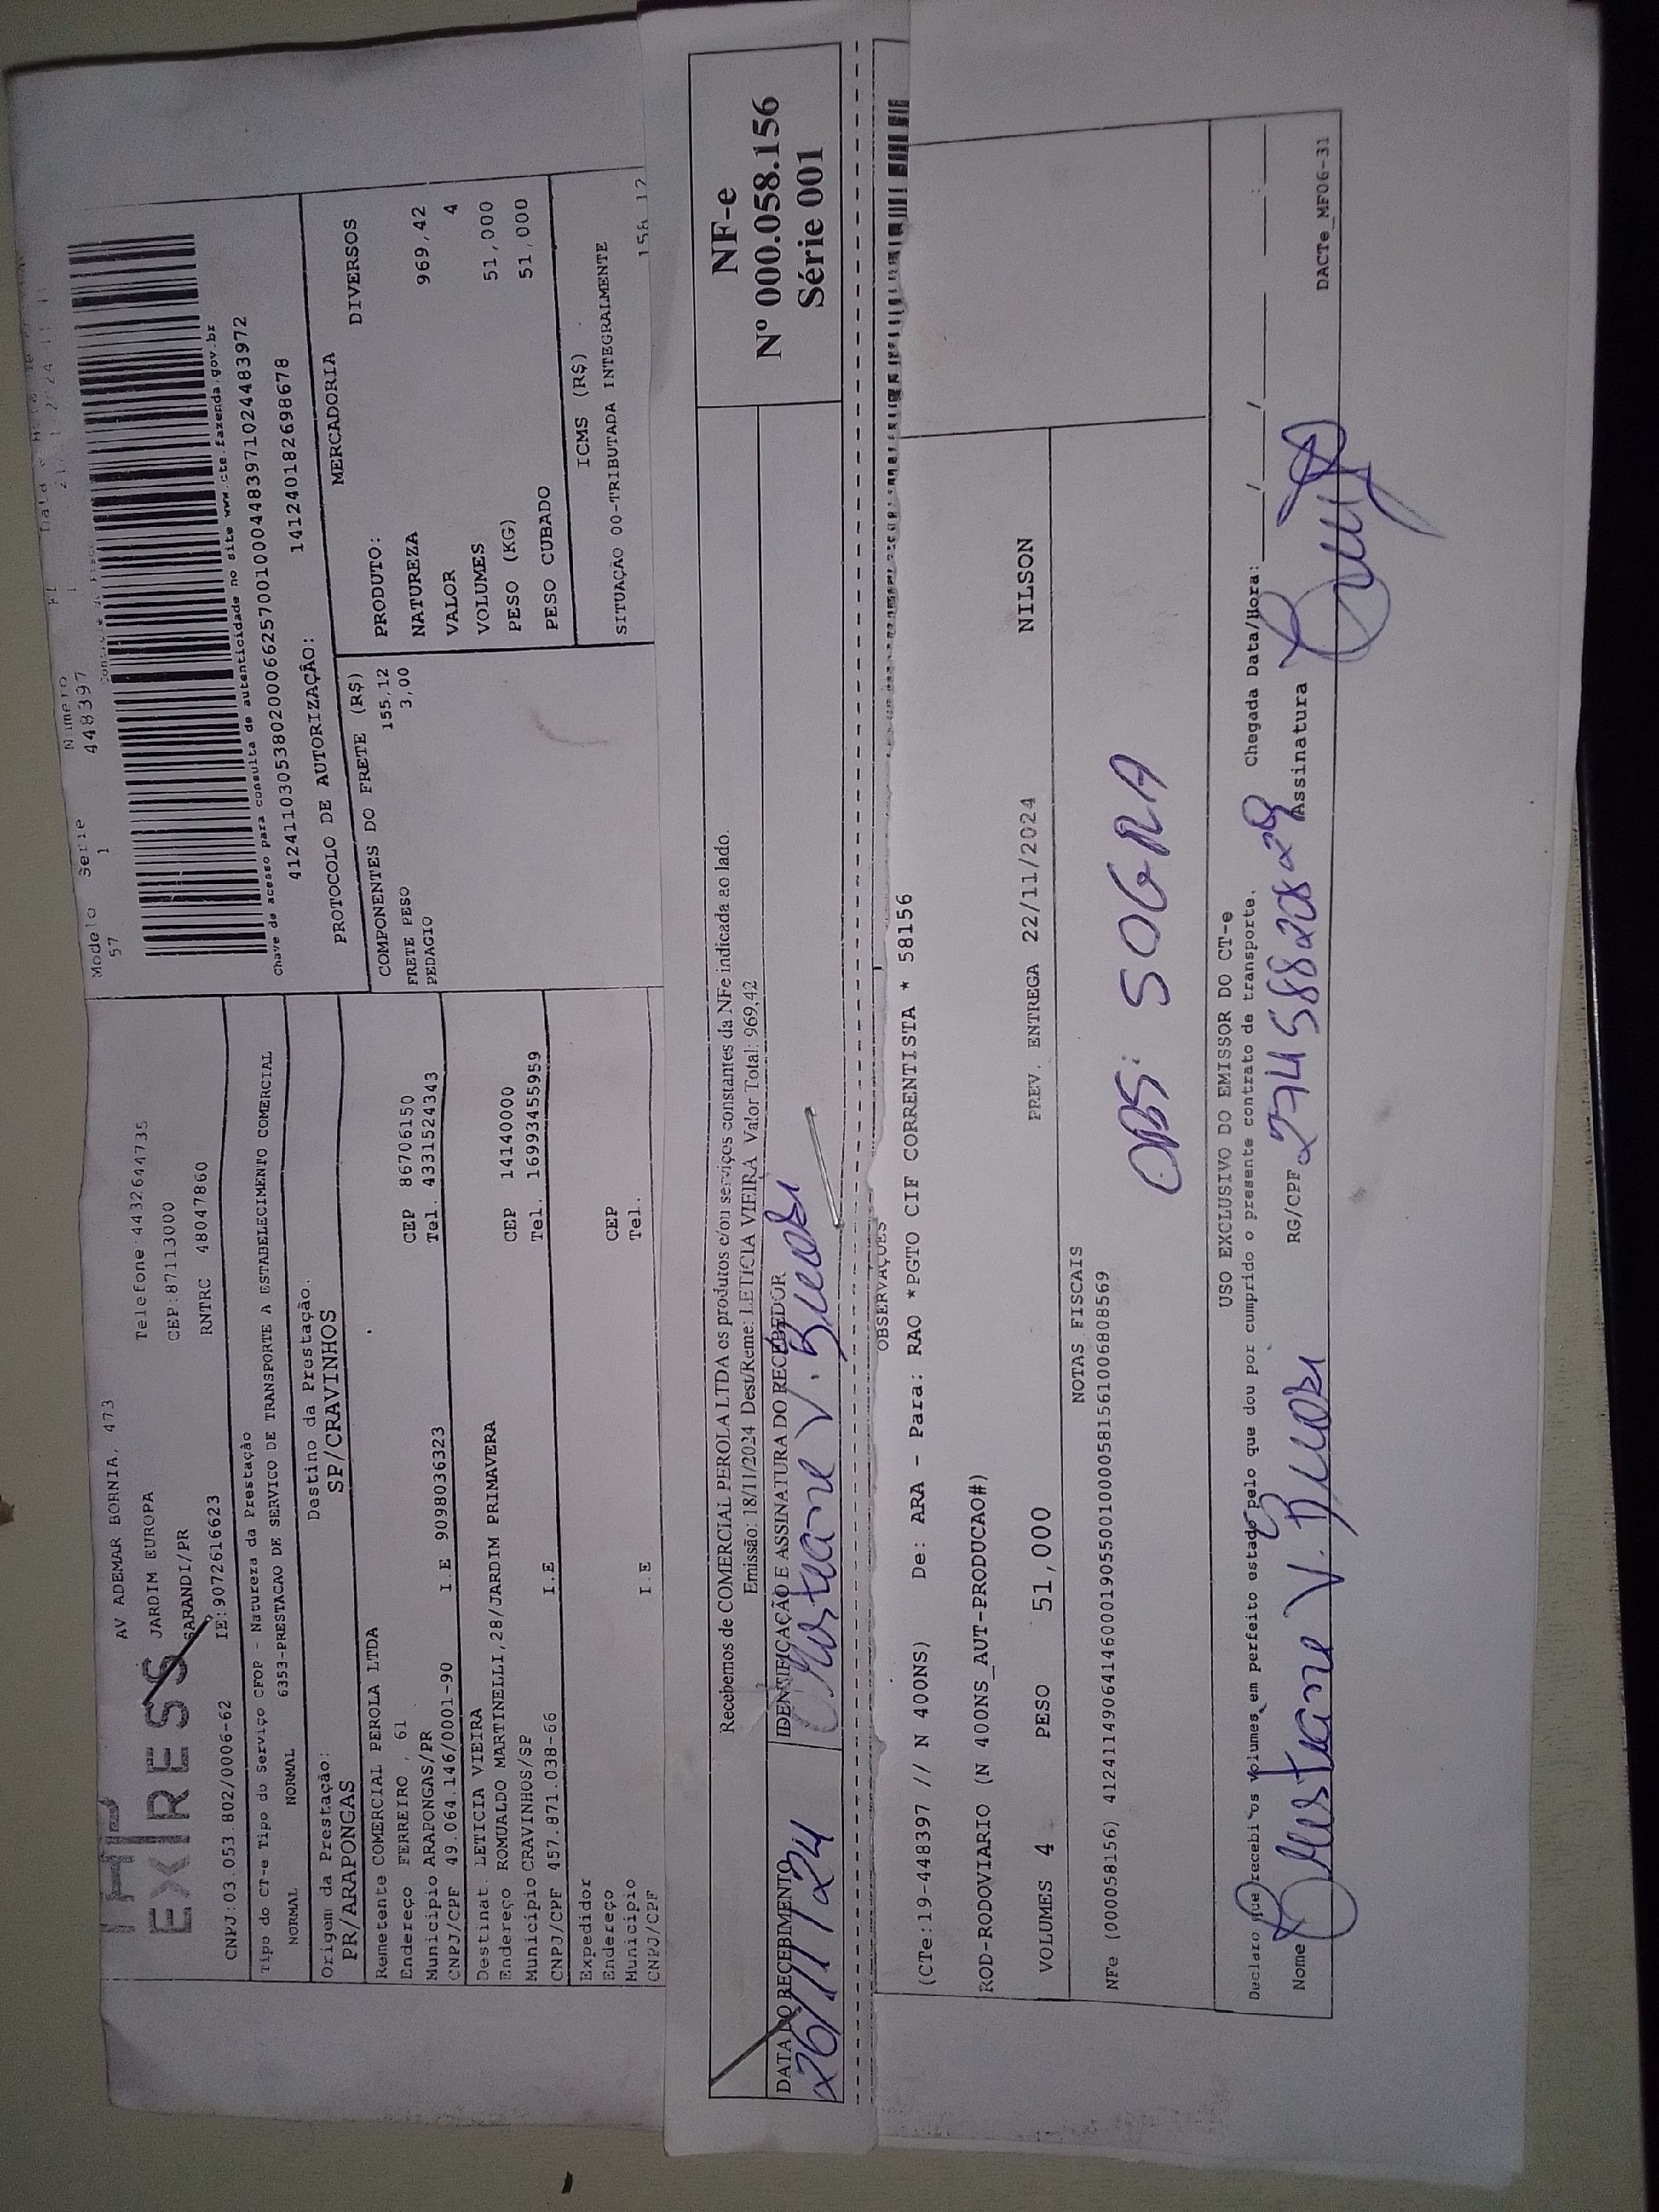 Modelo Serie Número
57 1 448397
EXPRESS
AV ADEMAR BORNIA, 473
JARDIM EUROPA
SARANDI/PR
Telefone:4432644735
CEP:87113000
CNPJ:03.053.802/0006-62 IE:9072616623 RNTRC 48047860
Chave de acesso para consulta de autenticidade no site www.cte.fazenda.gov.br
41241103053802000662570010004483971024483972
PROTOCOLO DE AUTORIZAÇÃO: 141240182698678
Tipo do CT-e Tipo do Serviço CFOP - Natureza da Prestação
NORMAL NORMAL 6353-PRESTACAO DE SERVICO DE TRANSPORTE A ESTABELECIMENTO COMERCIAL
Origem da Prestação: Destino da Prestação:
PR/ARAPONGAS SP/CRAVINHOS
Remetente COMERCIAL PEROLA LTDA
Endereço FERREIRO , 61 CEP 86706150
Município ARAPONGAS/PR Tel. 4331524343
CNPJ/CPF 49.064.146/0001-90 I.E 9098036323
Destinat. LETICIA VIEIRA
Endereço ROMUALDO MARTINELLI,28/JARDIM PRIMAVERA CEP 14140000
Município CRAVINHOS/SP Tel. 16993455959
CNPJ/CPF 457.871.038-66 I.E
Expedidor
Endereço CEP
Município Tel.
CNPJ/CPF I.E
COMPONENTES DO FRETE (R$)
FRETE PESO 155,12
PEDAGIO 3,00
MERCADORIA
PRODUTO: DIVERSOS
NATUREZA
VALOR 969,42
VOLUMES 4
PESO (KG) 51,000
PESO CUBADO 51,000
ICMS (R$)
SITUAÇÃO 00-TRIBUTADA INTEGRALMENTE
158,12
Recebemos de COMERCIAL PEROLA LTDA os produtos e/ou serviços constantes da NFe indicada ao lado.
Emissão: 18/11/2024 Dest/Reme: LETICIA VIEIRA Valor Total: 969,42
DATA DO RECEBIMENTO IDENTIFICAÇÃO E ASSINATURA DO RECEBEDOR
26/11/24
NF-e
Nº 000.058.156
Série 001
OBSERVAÇÕES
(CTe:19-448397 // N 400NS) De: ARA - Para: RAO *PGTO CIF CORRENTISTA * 58156
ROD-RODOVIARIO (N 400NS_AUT-PRODUCAO#)
VOLUMES 4 PESO 51,000 PREV. ENTREGA 22/11/2024 NILSON
NOTAS FISCAIS
NFe (000058156) 41241149064146000190550010000581561006808569
OBS: SOGRA
USO EXCLUSIVO DO EMISSOR DO CT-e
Declaro que recebi os volumes em perfeito estado pelo que dou por cumprido o presente contrato de transporte. Chegada Data/Hora: ___/___/___ ___:___
Nome RG/CPF 27458822829 Assinatura
DACTe_MF06-31